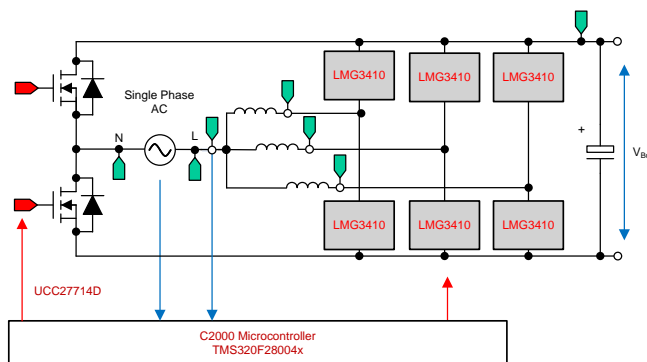 LMG3410
LMG3410
LMG3410
Single Phase
AC
N
L
+
LMG3410
LMG3410
LMG3410
UCC27714D
C2000 Microcontroller
TMS320F28004x